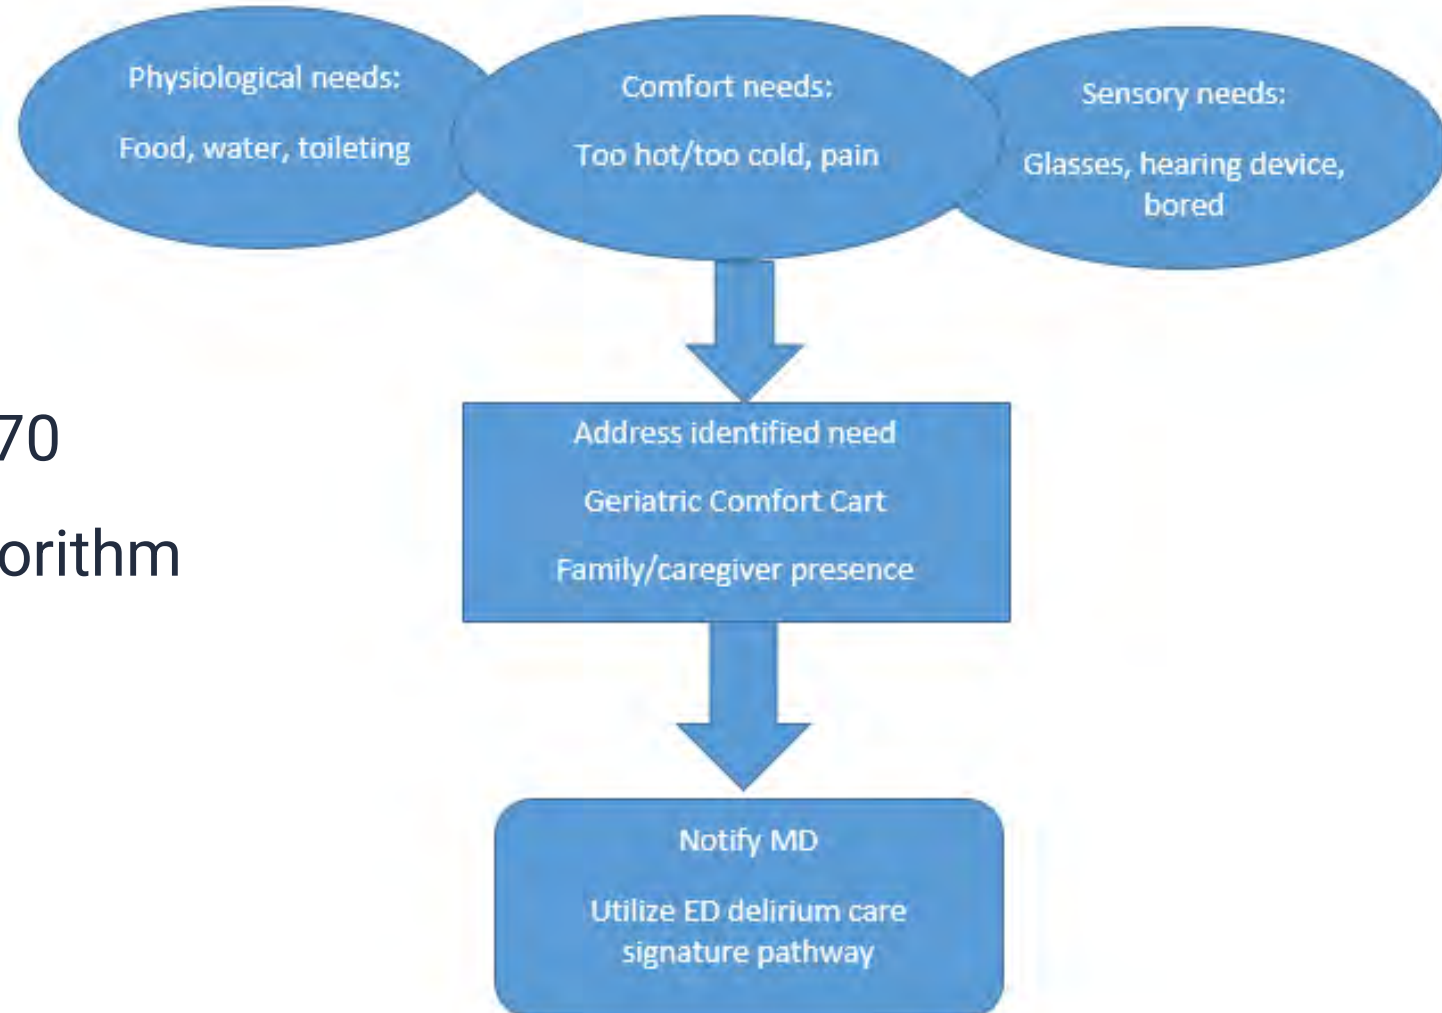 Physiological needs:
Food, water, toileting
Comfort needs:
Too hot/too cold, pain
Sensory needs:
Glasses, hearing device,
bored
70
orithm
Address identified need
Geriatric Comfort Cart
Family/caregiver presence
Notify MD
Utilize ED delirium care
signature pathway